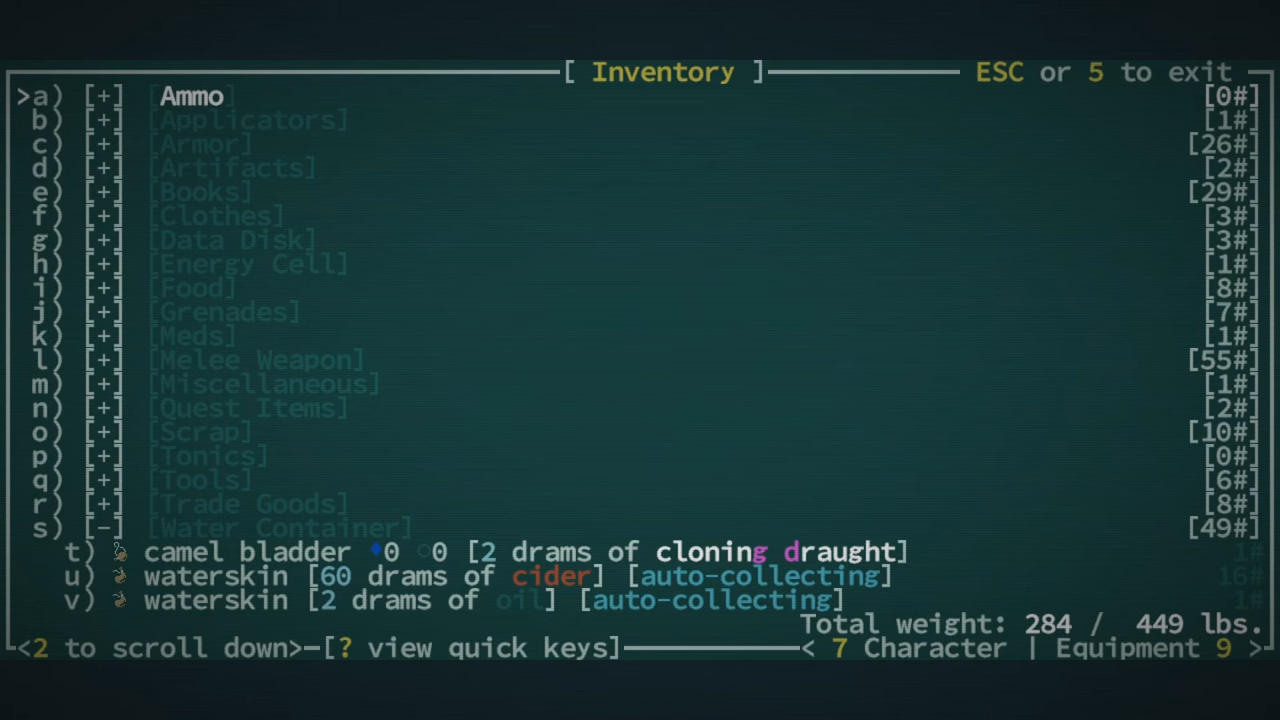 [ Inventory ] ESC or 5 to exit
>a) [+] Ammo [0#]
b) [+] [Applicators] [1#]
c) [+] [Armor] [26#]
d) [+] [Artifacts] [2#]
e) [+] [Books] [29#]
f) [+] [Clothes] [3#]
g) [+] [Data Disk] [3#]
h) [+] [Energy Cell] [1#]
i) [+] [Food] [8#]
j) [+] [Grenades] [7#]
k) [+] [Meds] [1#]
l) [+] [Melee Weapon] [55#]
m) [+] [Miscellaneous] [1#]
n) [+] [Quest Items] [2#]
o) [+] [Scrap] [10#]
p) [+] [Tonics] [0#]
q) [+] [Tools] [6#]
r) [+] [Trade Goods] [8#]
s) [-] [Water Container] [49#]
t) camel bladder ♦0 ○0 [2 drams of cloning draught] 1#
u) waterskin [60 drams of cider] [auto-collecting] 16#
v) waterskin [2 drams of oil] [auto-collecting] 1#
Total weight: 284 / 449 lbs.
<2 to scroll down> [? view quick keys] < 7 Character | Equipment 9 >